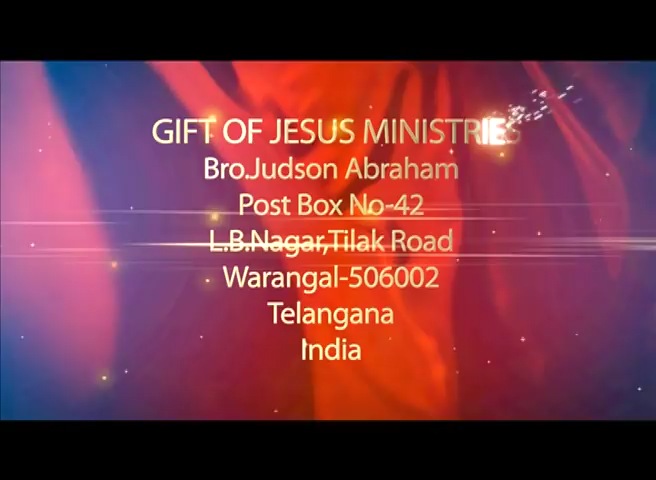 GIFT OF JESUS MINISTRIES
Bro.Judson Abraham
Post Box No-42
L.B.Nagar,Tilak Road
Warangal-506002
Telangana
India